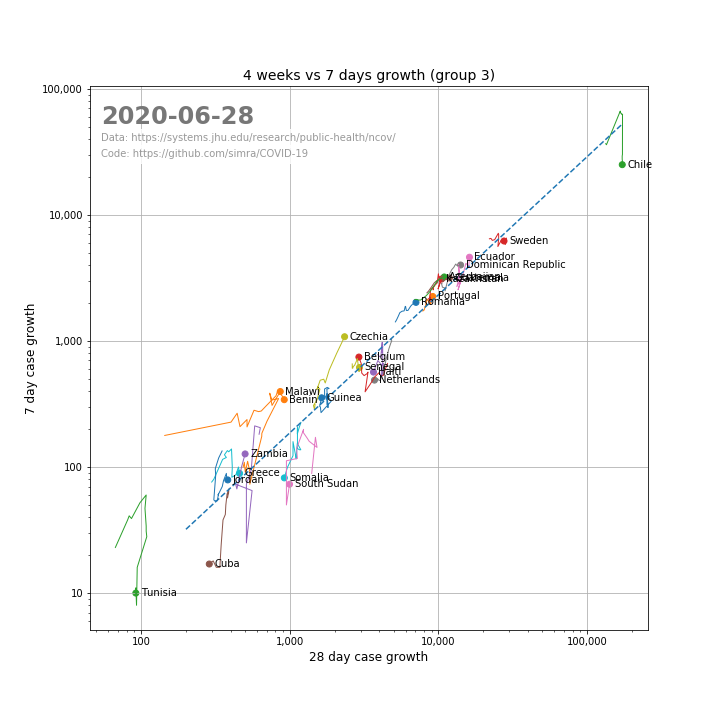 4 weeks vs 7 days growth (group 3)
100,000
2020-06-28
Data: https://systems.jhu.edu/research/public-health/ncov/
Code: https://github.com/simra/COVID-19
Chile
10,000
Sweden
Ecuador
Dominican Republic
Kazakhstan
Portugal
Romania
1,000
Czechia
Belgium
Senegal
Haiti
Netherlands
Malawi
Benin
Guinea
Zambia
100
Greece
Jordan
Somalia
South Sudan
Cuba
10
Tunisia
7 day case growth
100
1,000
10,000
100,000
28 day case growth